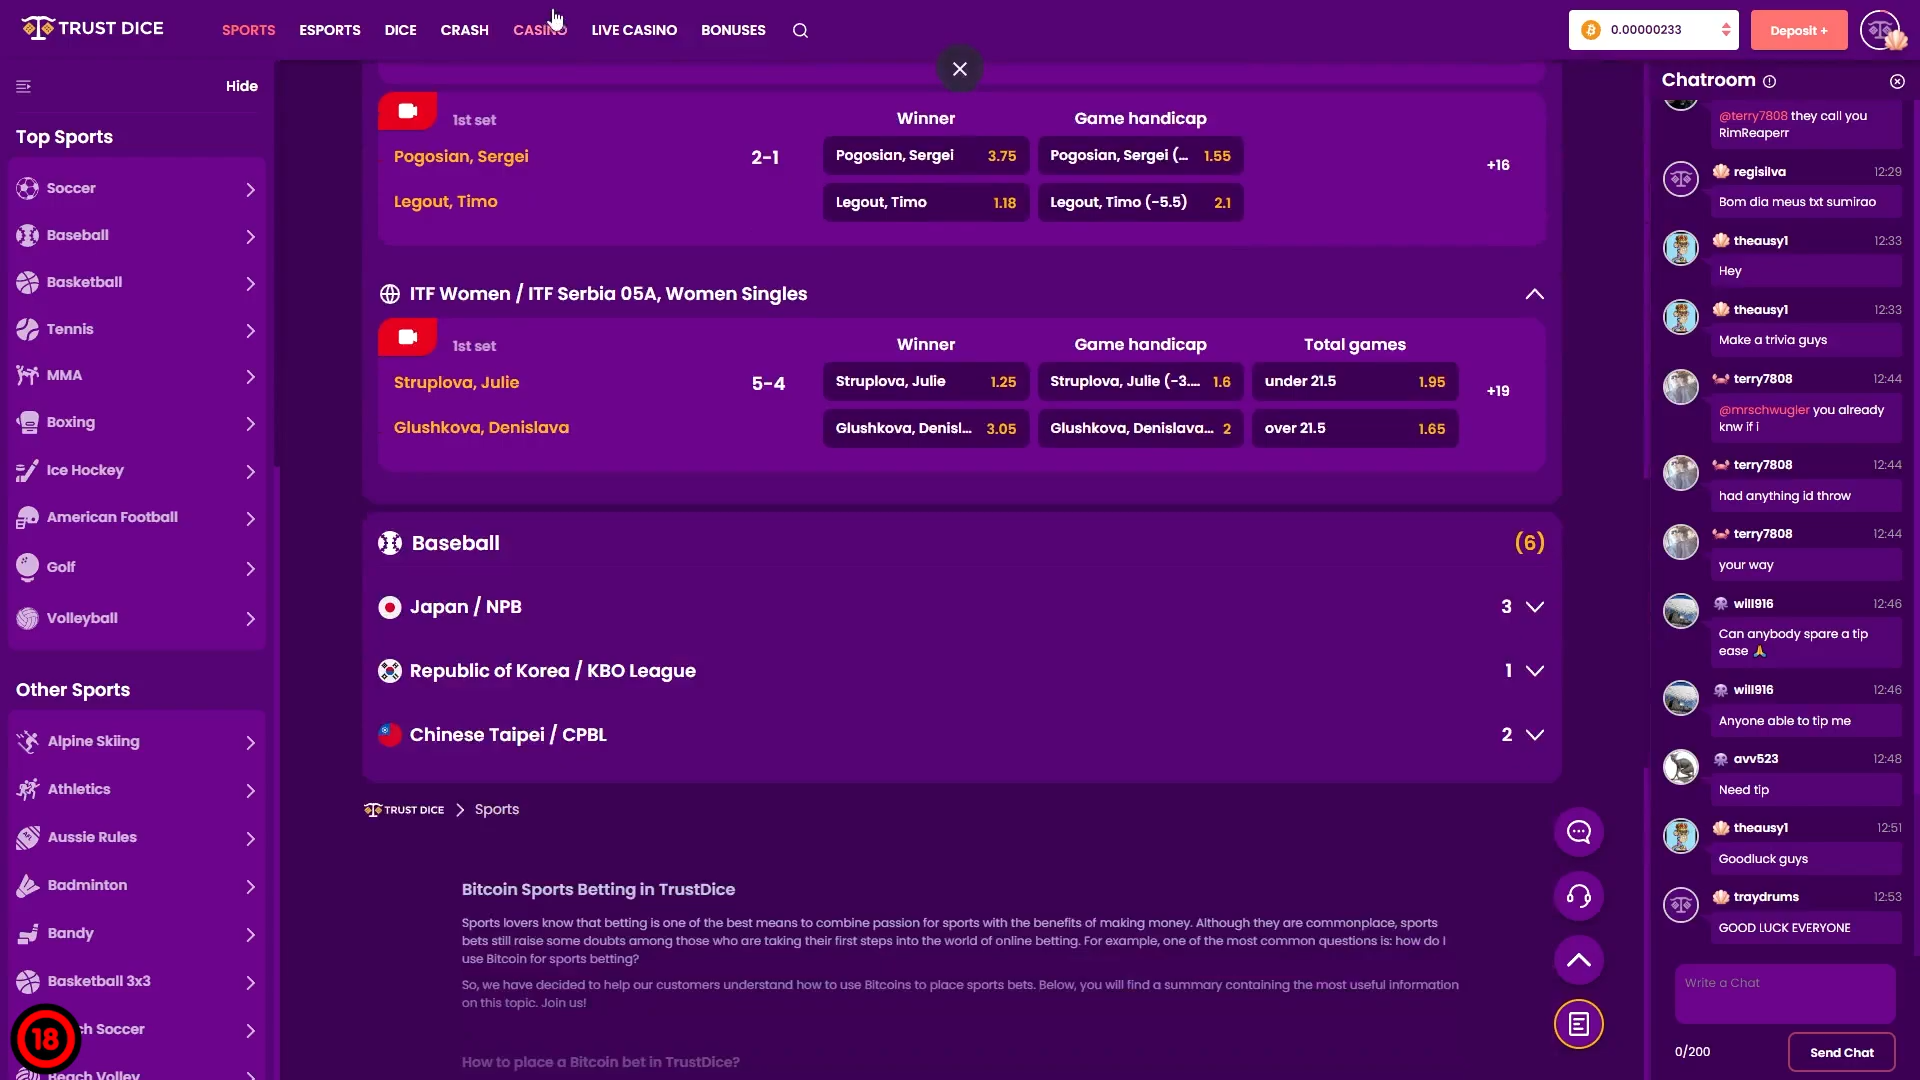 TRUST DICE
SPORTS ESPORTS DICE CRASH CASINO LIVE CASINO BONUSES
0.00000233
Deposit +
Hide
Top Sports
Soccer
Baseball
Basketball
Tennis
MMA
Boxing
Ice Hockey
American Football
Golf
Volleyball
Other Sports
Alpine Skiing
Athletics
Aussie Rules
Badminton
Bandy
Basketball 3x3
ch Soccer
Beach Volley
18
1st set Winner Game handicap
Pogosian, Sergei 2-1 Pogosian, Sergei 3.75 Pogosian, Sergei (... 1.55 +16
Legout, Timo Legout, Timo 1.18 Legout, Timo (-5.5) 2.1
ITF Women / ITF Serbia 05A, Women Singles
1st set Winner Game handicap Total games
Struplova, Julie 5-4 Struplova, Julie 1.25 Struplova, Julie (-3.... 1.6 under 21.5 1.95 +19
Glushkova, Denislava Glushkova, Denisl... 3.05 Glushkova, Denislava... 2 over 21.5 1.65
Baseball (6)
Japan / NPB 3
Republic of Korea / KBO League 1
Chinese Taipei / CPBL 2
TRUST DICE > Sports
Bitcoin Sports Betting in TrustDice
Sports lovers know that betting is one of the best means to combine passion for sports with the benefits of making money. Although they are commonplace, sports
bets still raise some doubts among those who are taking their first steps into the world of online betting. For example, one of the most common questions is: how do I
use Bitcoin for sports betting?
So, we have decided to help our customers understand how to use Bitcoins to place sports bets. Below, you will find a summary containing the most useful information
on this topic. Join us!
How to place a Bitcoin bet in TrustDice?
Chatroom
@terry7808 they call you
RimReaperr
regisilva 12:29
Bom dia meus txt sumirao
theausy1 12:33
Hey
theausy1 12:33
Make a trivia guys
terry7808 12:44
@mrschwugler you already
knw if i
terry7808 12:44
had anything id throw
terry7808 12:44
your way
will916 12:46
Can anybody spare a tip
ease 🙏
will916 12:46
Anyone able to tip me
avv523 12:48
Need tip
theausy1 12:51
Goodluck guys
traydrums 12:53
GOOD LUCK EVERYONE
Write a Chat
0/200
Send Chat